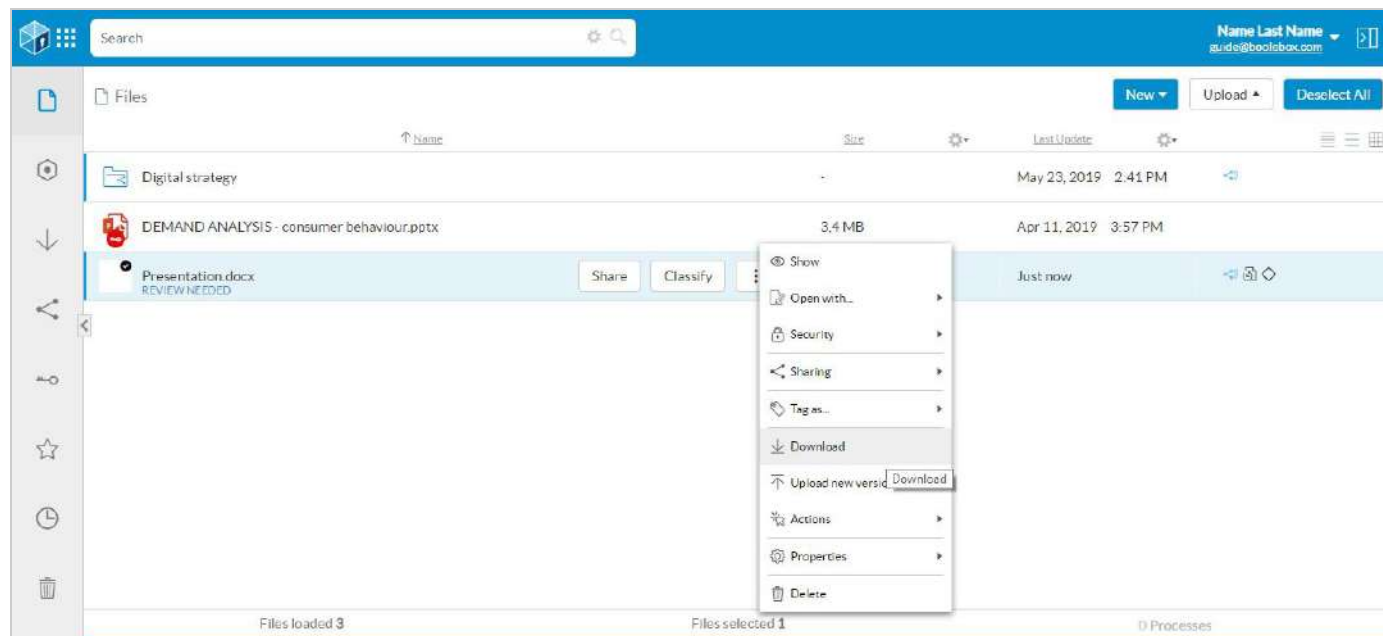 Search
Name Last Name
guide@boolebox.com
Files
New
Upload
Deselect All
Name
Size
Last Update
Digital strategy
-
May 23, 2019 2:41 PM
DEMAND ANALYSIS - consumer behaviour.pptx
3,4 MB
Apr 11, 2019 3:57 PM
Presentation.docx
REVIEW NEEDED
Share
Classify
Just now
Show
Open with...
Security
Sharing
Tag as...
Download
Upload new versio
Download
Actions
Properties
Delete
Files loaded 3
Files selected 1
0 Processes